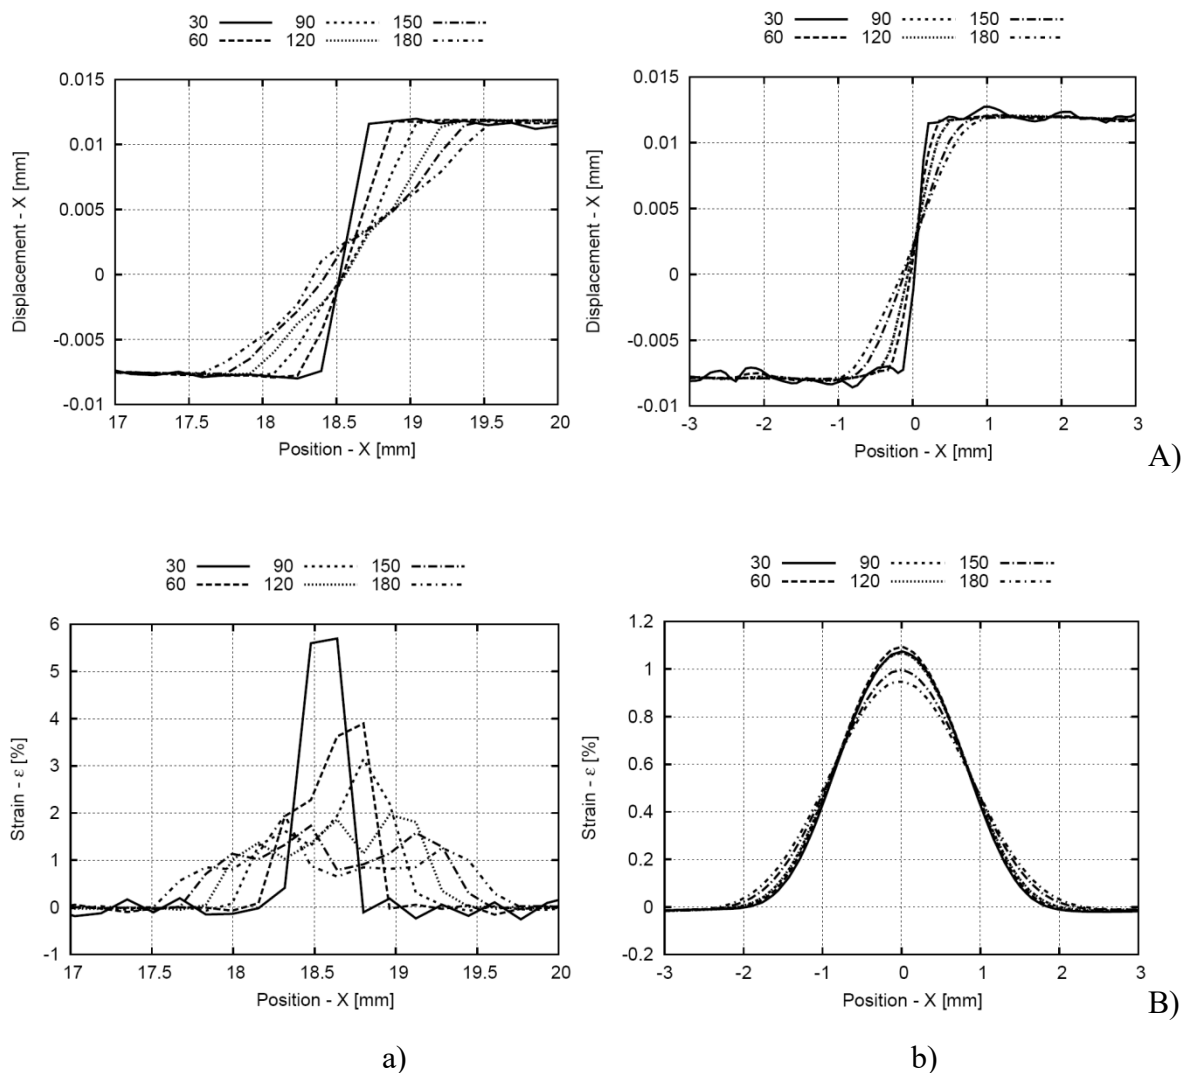 30 90 150
60 120 180
0.015
0.01
0.005
0
-0.005
-0.01
17 17.5 18 18.5 19 19.5 20
Displacement - X [mm]
Position - X [mm]
30 90 150
60 120 180
0.015
0.01
0.005
0
-0.005
-0.01
-3 -2 -1 0 1 2 3
Displacement - X [mm]
Position - X [mm]
A)
30 90 150
60 120 180
6
5
4
3
2
1
0
-1
17 17.5 18 18.5 19 19.5 20
Strain - ε [%]
Position - X [mm]
30 90 150
60 120 180
1.2
1
0.8
0.6
0.4
0.2
0
-0.2
-3 -2 -1 0 1 2 3
Strain - ε [%]
Position - X [mm]
B)
a) b)